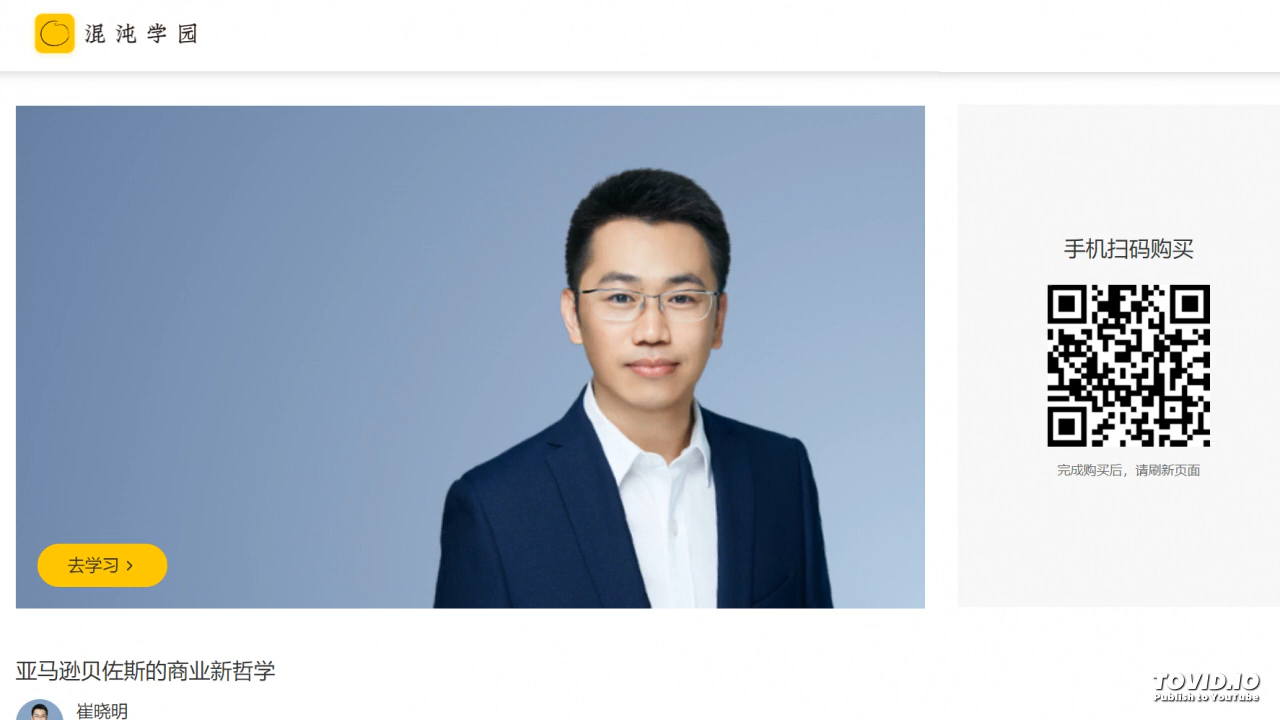 混沌学园
手机扫码购买
完成购买后，请刷新页面
去学习 >
亚马逊贝佐斯的商业新哲学
崔晓明
TOVID.IO
Publish to YouTube